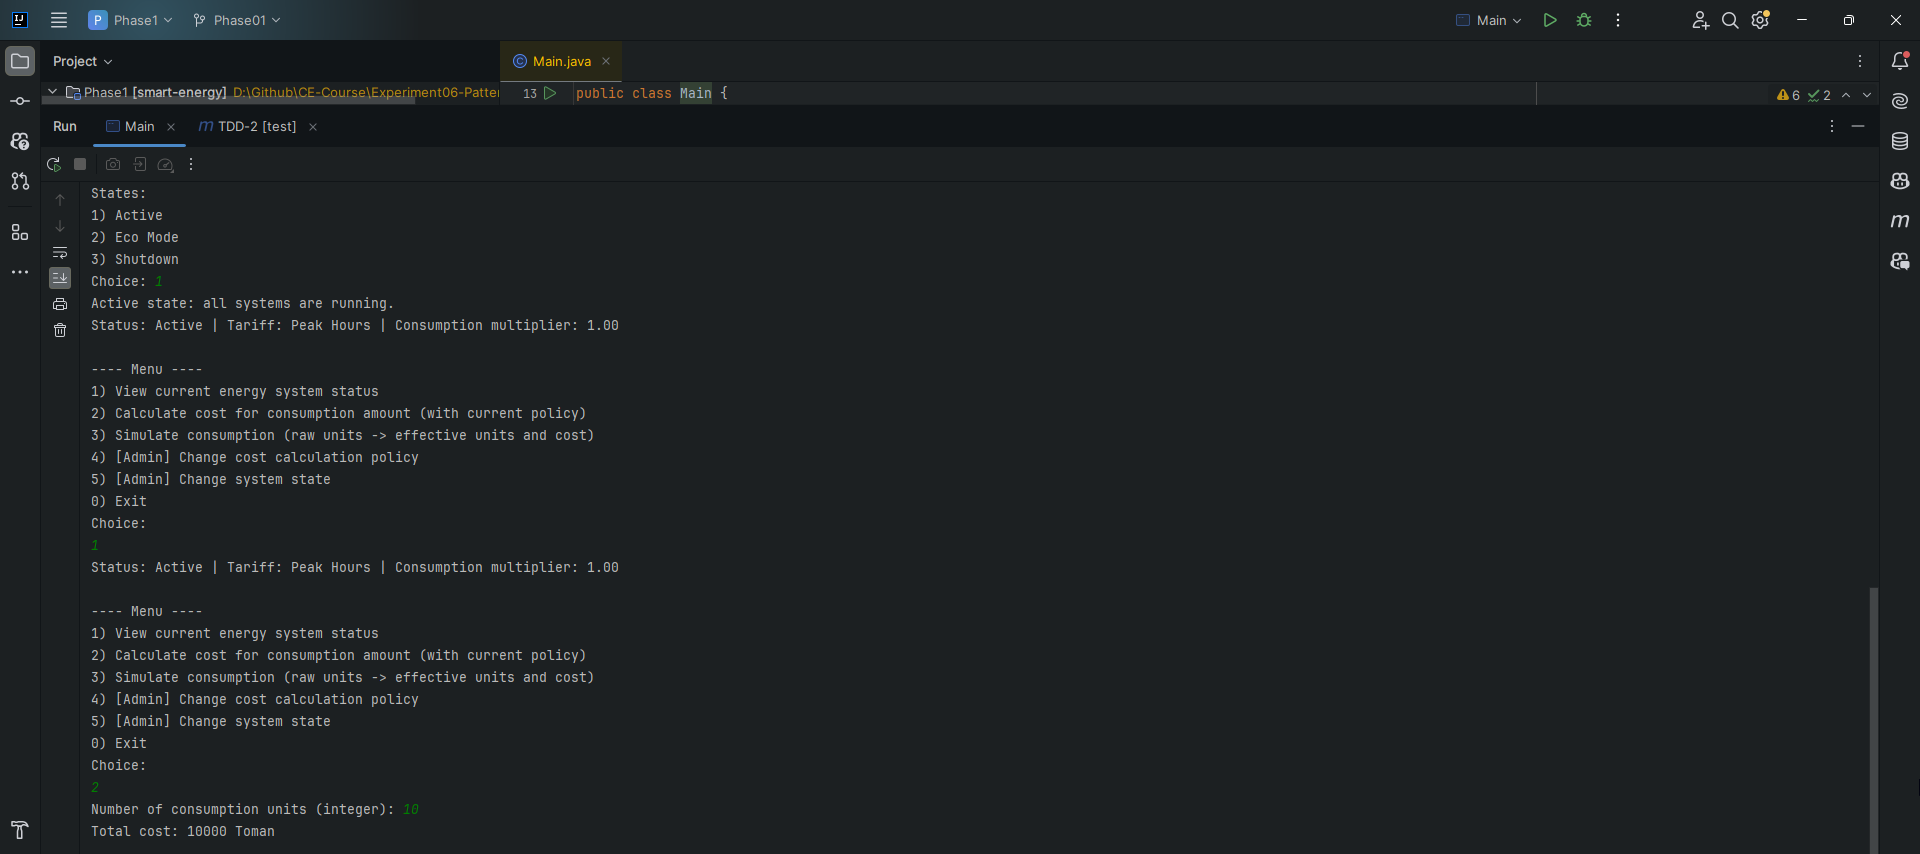 Phase1 Phase01 Main
Project Main.java
Phase1 [smart-energy] D:\Github\CE-Course\Experiment06-Patter 13 public class Main { 6 2
Run Main TDD-2 [test]
States:
1) Active
2) Eco Mode
3) Shutdown
Choice: 1
Active state: all systems are running.
Status: Active | Tariff: Peak Hours | Consumption multiplier: 1.00
---- Menu ----
1) View current energy system status
2) Calculate cost for consumption amount (with current policy)
3) Simulate consumption (raw units -> effective units and cost)
4) [Admin] Change cost calculation policy
5) [Admin] Change system state
0) Exit
Choice:
1
Status: Active | Tariff: Peak Hours | Consumption multiplier: 1.00
---- Menu ----
1) View current energy system status
2) Calculate cost for consumption amount (with current policy)
3) Simulate consumption (raw units -> effective units and cost)
4) [Admin] Change cost calculation policy
5) [Admin] Change system state
0) Exit
Choice:
2
Number of consumption units (integer): 10
Total cost: 10000 Toman